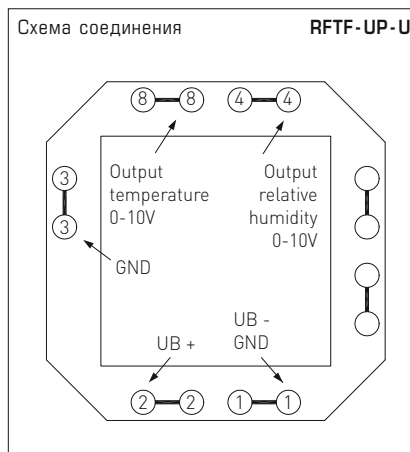 Схема соединения RFTF-UP-U
8 8 4 4
3
3
Output
temperature
0-10V
Output
relative
humidity
0-10V
GND
UB +
UB -
GND
2 2 1 1